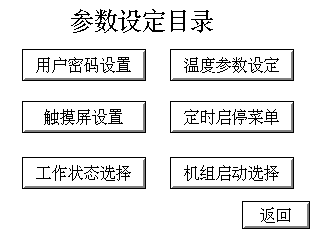 参数设定目录
用户密码设置 温度参数设定
触摸屏设置 定时启停菜单
工作状态选择 机组启动选择
返回